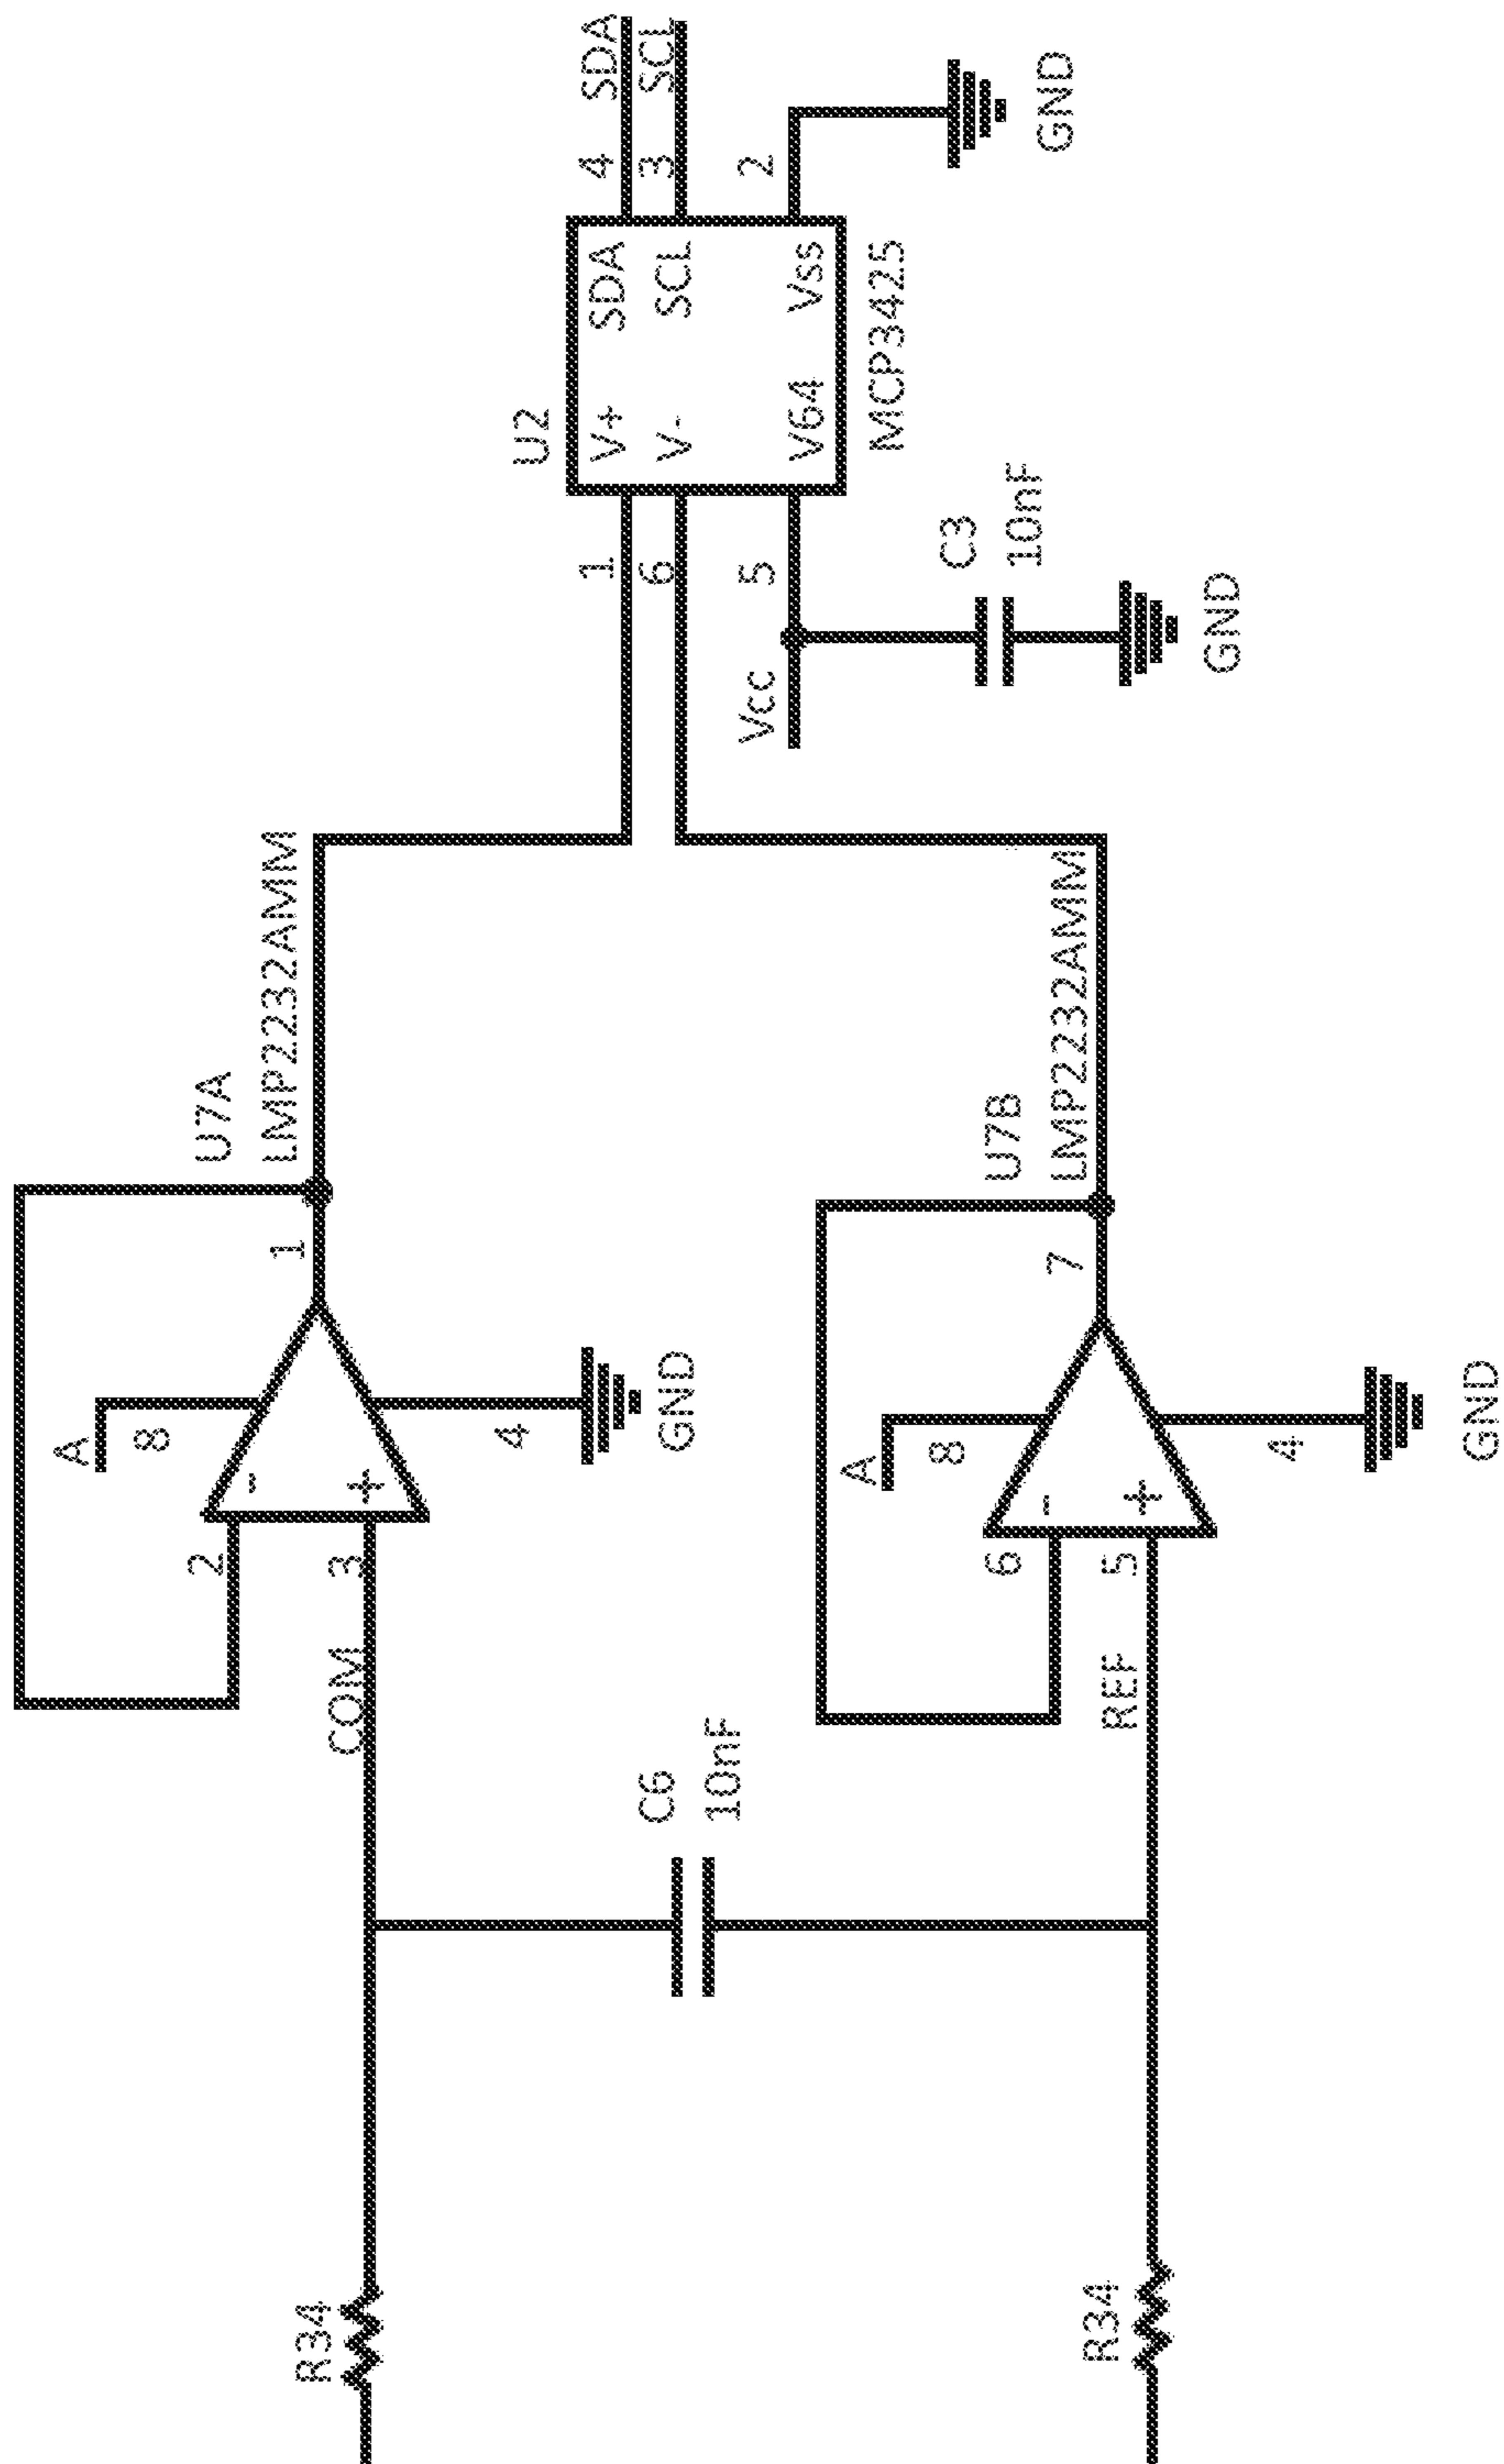 A
8
U7A
LMP2232AMM
2
-
1
3
+
COM
4
GND
R34
C6
10nF
A
8
U7B
LMP2232AMM
6
-
7
5
+
REF
4
GND
R34
U2
1
V+
SDA
4
SDA
6
V-
SCL
3
SCL
Vcc
5
V64
Vss
2
MCP3425
C3
10nF
GND
GND